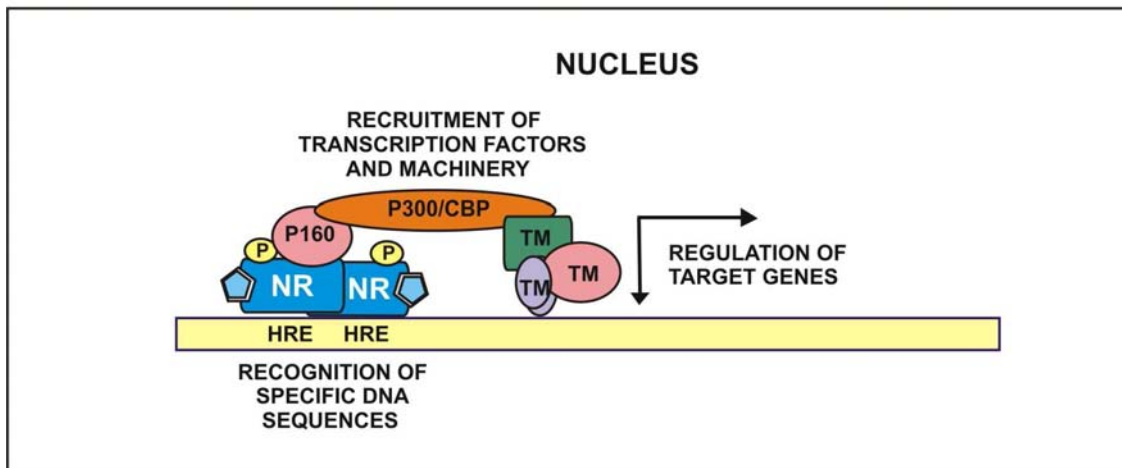 NUCLEUS
RECRUITMENT OF
TRANSCRIPTION FACTORS
AND MACHINERY
P300/CBP
P160
TM
P
P
REGULATION OF
TARGET GENES
NR
NR
TM
TM
HRE HRE
RECOGNITION OF
SPECIFIC DNA
SEQUENCES